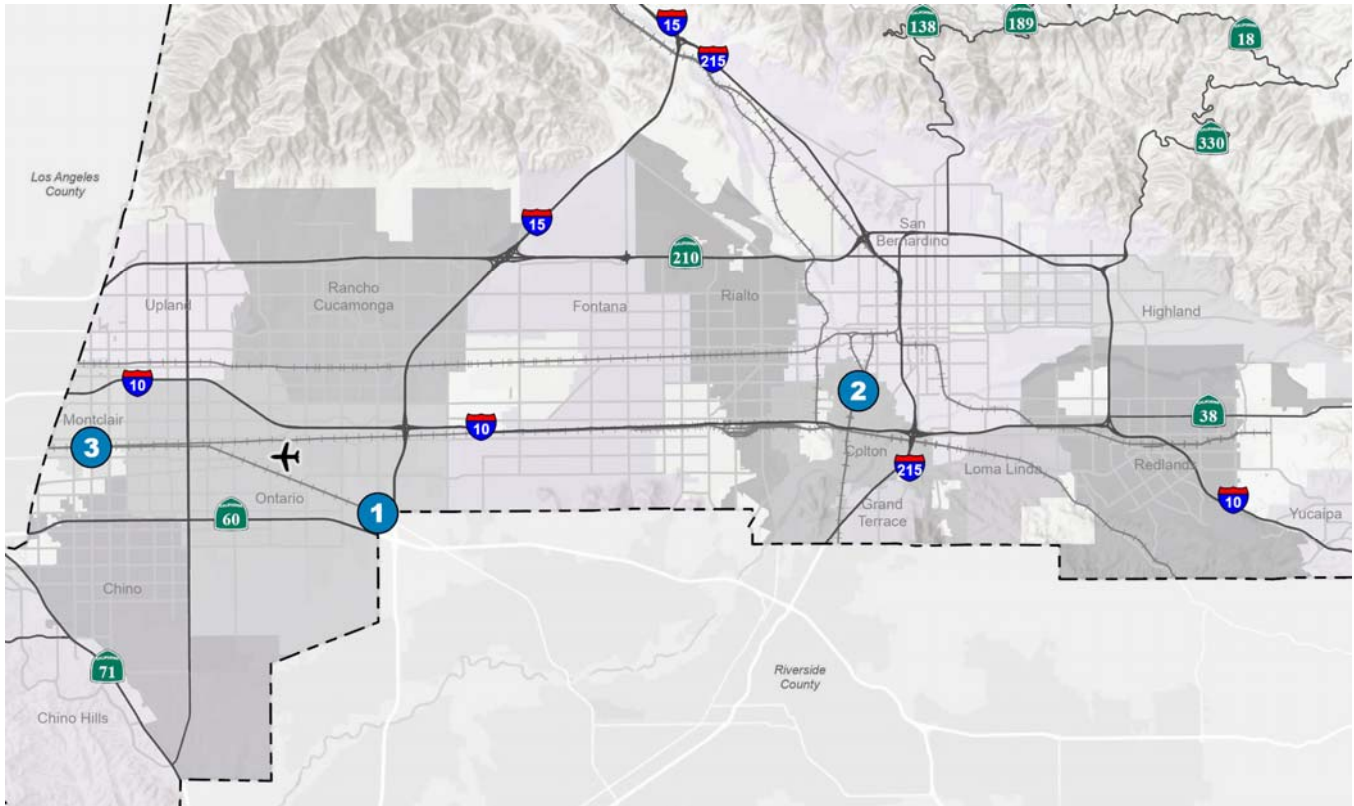 15
138
189
18
215
330
Los Angeles
County
15
San
Bernardino
210
Upland
Rancho
Cucamonga
Fontana
Rialto
Highland
10
2
Montclair
3
10
38
Colton
215
Loma Linda
Redlands
Ontario
60
1
Grand
Terrace
10
Yucaipa
Chino
71
Riverside
County
Chino Hills